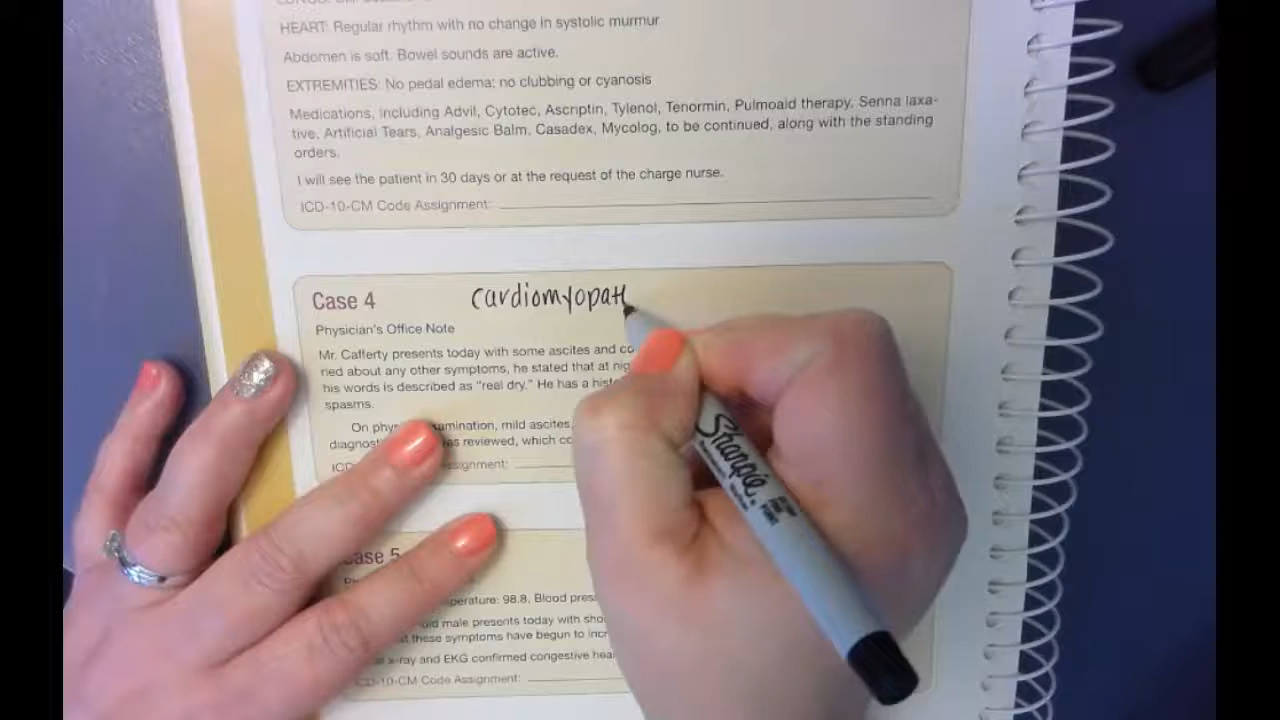 HEART: Regular rhythm with no change in systolic murmur
Abdomen is soft. Bowel sounds are active.
EXTREMITIES: No pedal edema; no clubbing or cyanosis
Medications, including Advil, Cytotec, Ascriptin, Tylenol, Tenormin, Pulmoaid therapy, Senna laxa-
tive, Artificial Tears, Analgesic Balm, Casadex, Mycolog, to be continued, along with the standing
orders.
I will see the patient in 30 days or at the request of the charge nurse.
ICD-10-CM Code Assignment:
Case 4 cardiomyopat
Physician's Office Note
Mr. Cafferty presents today with some ascites and co
ried about any other symptoms, he stated that at nig
his words is described as "real dry." He has a hist
spasms.
On phys amination, mild ascites,
diagnost as reviewed, which co
ICD signment:
ase 5
perature: 98.8, Blood pres
old male presents today with sho
at these symptoms have begun to incr
x-ray and EKG confirmed congestive hea
CD-10-CM Code Assignment:
Sharpie